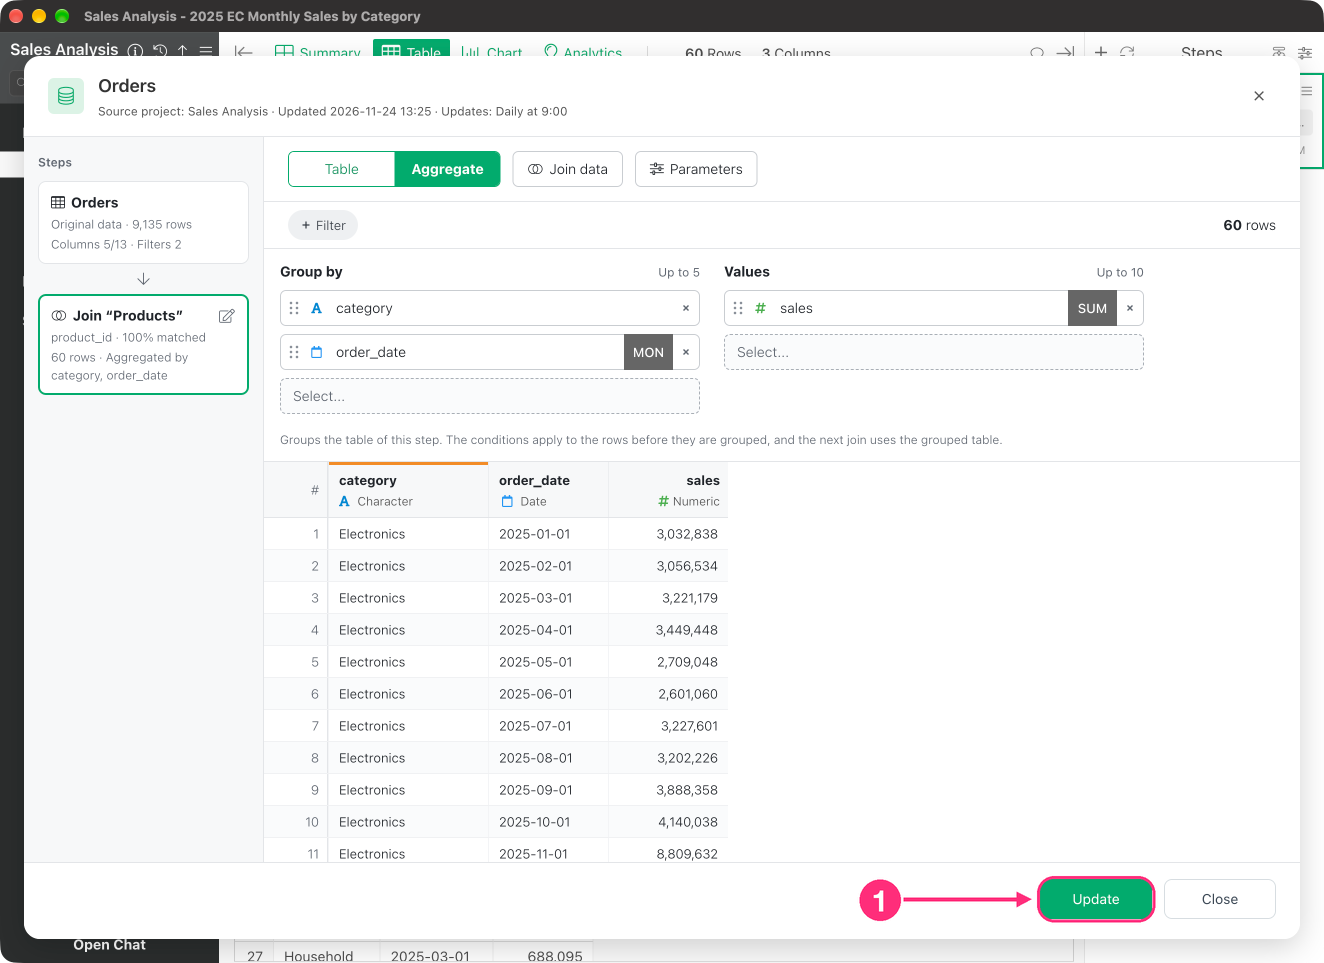 Sales Analysis - 2025 EC Monthly Sales by Category
Sales Analysis
Summary Table Chart Analytics 60 Rows 3 Columns Steps
Orders
Source project: Sales Analysis · Updated 2026-11-24 13:25 · Updates: Daily at 9:00
Steps
Orders
Original data · 9,135 rows
Columns 5/13 · Filters 2
Join “Products”
product_id · 100% matched
60 rows · Aggregated by
category, order_date
Table Aggregate Join data Parameters
+ Filter 60 rows
Group by Up to 5 Values Up to 10
A category × # sales SUM ×
order_date MON × Select...
Select...
Groups the table of this step. The conditions apply to the rows before they are grouped, and the next join uses the grouped table.
# category order_date sales
A Character Date # Numeric
1 Electronics 2025-01-01 3,032,838
2 Electronics 2025-02-01 3,056,534
3 Electronics 2025-03-01 3,221,179
4 Electronics 2025-04-01 3,449,448
5 Electronics 2025-05-01 2,709,048
6 Electronics 2025-06-01 2,601,060
7 Electronics 2025-07-01 3,227,601
8 Electronics 2025-08-01 3,202,226
9 Electronics 2025-09-01 3,888,358
10 Electronics 2025-10-01 4,140,038
11 Electronics 2025-11-01 8,809,632
1 Update Close
Open Chat
27 Household 2025-03-01 688,095